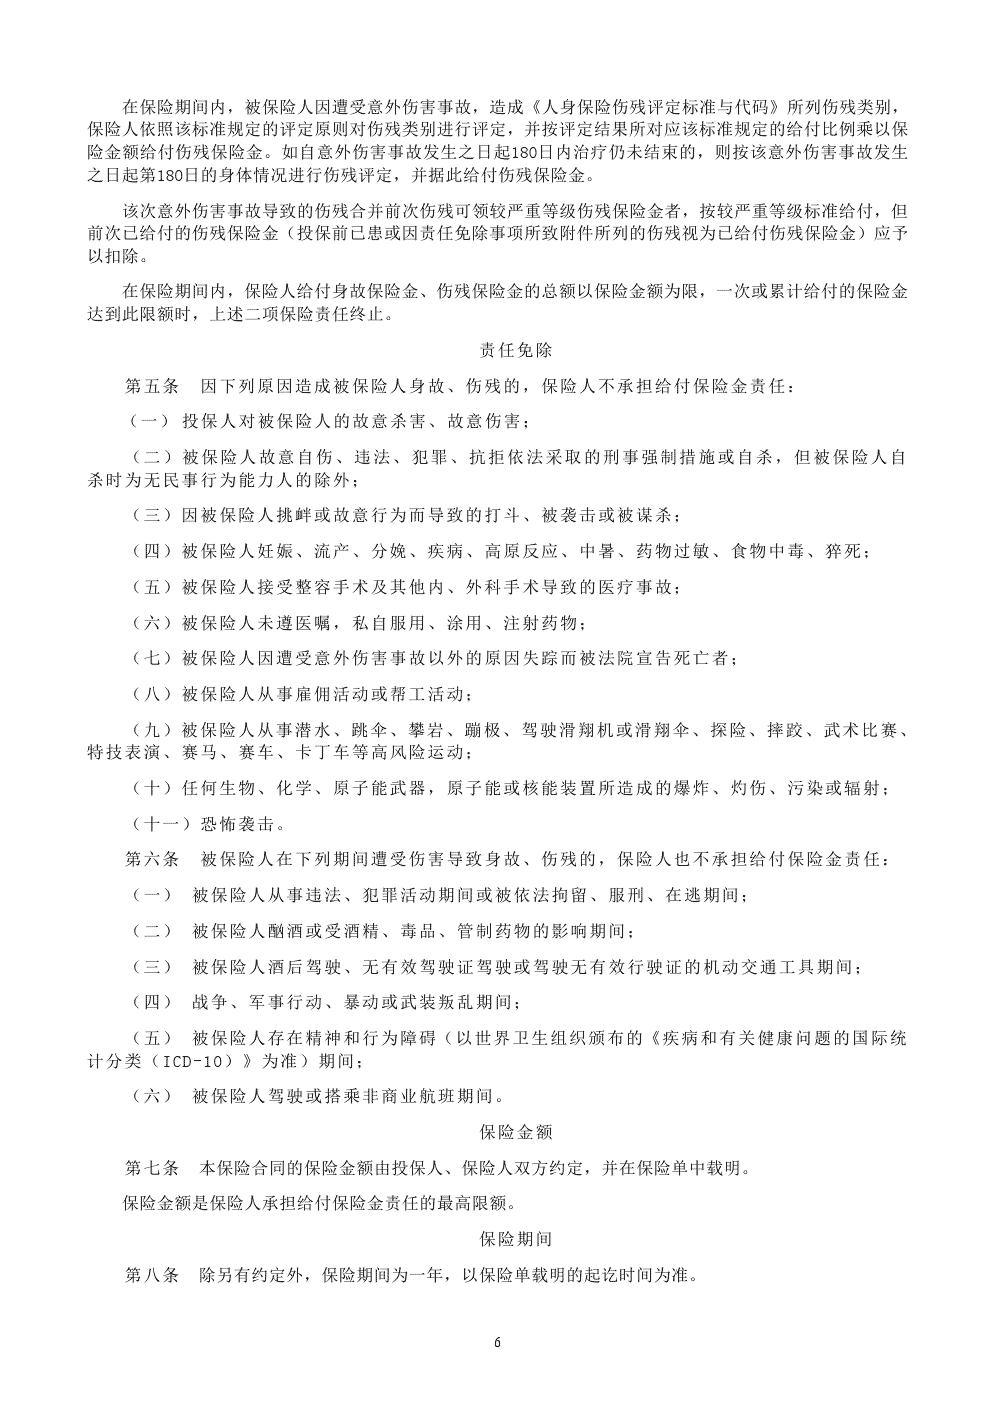 在保险期间内，被保险人因遭受意外伤害事故，造成《人身保险伤残评定标准与代码》所列伤残类别，
保险人依照该标准规定的评定原则对伤残类别进行评定，并按评定结果所对应该标准规定的给付比例乘以保
险金额给付伤残保险金。如自意外伤害事故发生之日起180日内治疗仍未结束的，则按该意外伤害事故发生
之日起第180日的身体情况进行伤残评定，并据此给付伤残保险金。
该次意外伤害事故导致的伤残合并前次伤残可领较严重等级伤残保险金者，按较严重等级标准给付，但
前次已给付的伤残保险金（投保前已患或因责任免除事项所致附件所列的伤残视为已给付伤残保险金）应予
以扣除。
在保险期间内，保险人给付身故保险金、伤残保险金的总额以保险金额为限，一次或累计给付的保险金
达到此限额时，上述二项保险责任终止。
责任免除
第五条　因下列原因造成被保险人身故、伤残的，保险人不承担给付保险金责任：
（一） 投保人对被保险人的故意杀害、故意伤害；
（二）被保险人故意自伤、违法、犯罪、抗拒依法采取的刑事强制措施或自杀，但被保险人自
杀时为无民事行为能力人的除外；
（三）因被保险人挑衅或故意行为而导致的打斗、被袭击或被谋杀；
（四）被保险人妊娠、流产、分娩、疾病、高原反应、中暑、药物过敏、食物中毒、猝死；
（五）被保险人接受整容手术及其他内、外科手术导致的医疗事故；
（六）被保险人未遵医嘱，私自服用、涂用、注射药物；
（七）被保险人因遭受意外伤害事故以外的原因失踪而被法院宣告死亡者；
（八）被保险人从事雇佣活动或帮工活动；
（九）被保险人从事潜水、跳伞、攀岩、蹦极、驾驶滑翔机或滑翔伞、探险、摔跤、武术比赛、
特技表演、赛马、赛车、卡丁车等高风险运动；
（十）任何生物、化学、原子能武器，原子能或核能装置所造成的爆炸、灼伤、污染或辐射；
（十一）恐怖袭击。
第六条　被保险人在下列期间遭受伤害导致身故、伤残的，保险人也不承担给付保险金责任：
（一） 被保险人从事违法、犯罪活动期间或被依法拘留、服刑、在逃期间；
（二） 被保险人酗酒或受酒精、毒品、管制药物的影响期间；
（三） 被保险人酒后驾驶、无有效驾驶证驾驶或驾驶无有效行驶证的机动交通工具期间；
（四） 战争、军事行动、暴动或武装叛乱期间；
（五） 被保险人存在精神和行为障碍（以世界卫生组织颁布的《疾病和有关健康问题的国际统
计分类（ICD-10）》为准）期间；
（六） 被保险人驾驶或搭乘非商业航班期间。
保险金额
第七条　本保险合同的保险金额由投保人、保险人双方约定，并在保险单中载明。
保险金额是保险人承担给付保险金责任的最高限额。
保险期间
第八条　除另有约定外，保险期间为一年，以保险单载明的起讫时间为准。
6